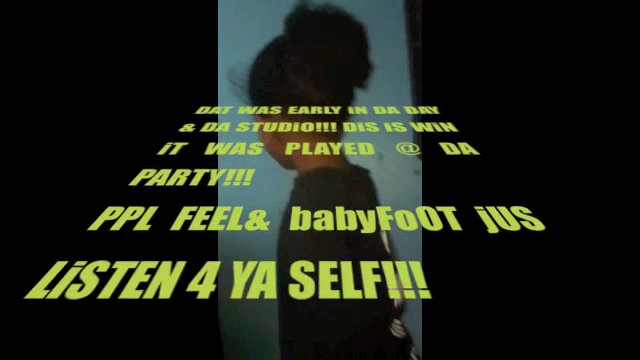 DAT WAS EARLY iN DA DAY
& DA STUDiO!!! DiS iS WiN
iT WAS PLAYED @ DA
PARTY!!!
PPL FEEL& babyFoOT jUS
LiSTEN 4 YA SELF!!!